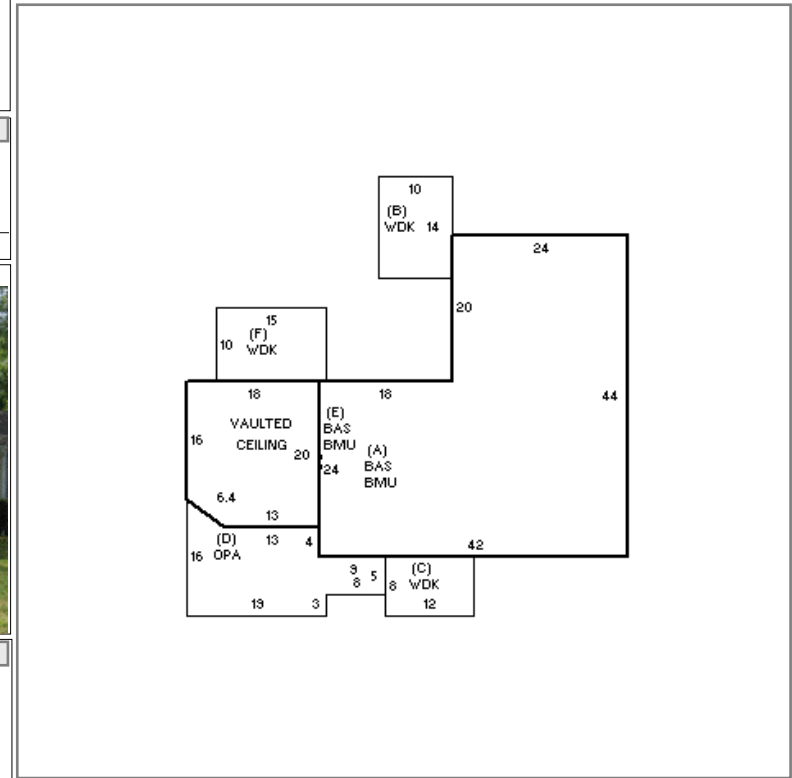 10
(B)
WDK 14
24
20
15
(F)
10 WDK
18
18
44
VAULTED
CEILING
16
20
(E)
BAS
BMU
24
(A)
BAS
BMU
6.4
13
(D)
OPA
13
4
16
42
9
8
5
(C)
8 WDK
19
3
12